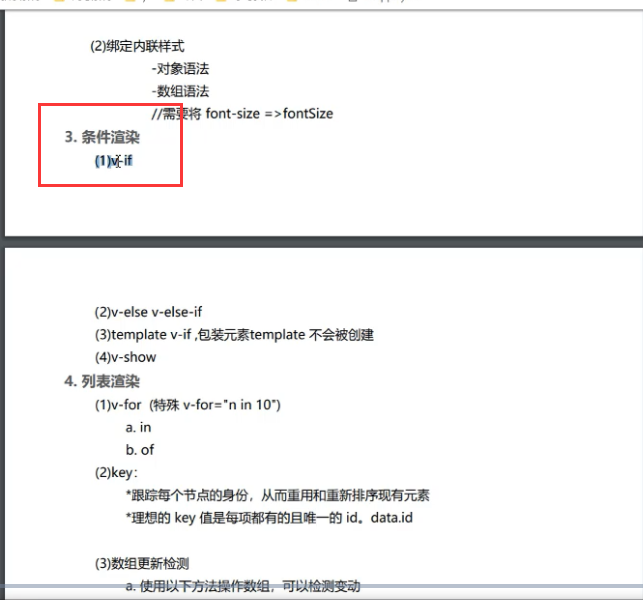 (2)绑定内联样式
-对象语法
-数组语法
//需要将 font-size =>fontSize
3. 条件渲染
(1)v-if
(2)v-else v-else-if
(3)template v-if ,包装元素template 不会被创建
(4)v-show
4. 列表渲染
(1)v-for (特殊 v-for="n in 10")
a. in
b. of
(2)key：
*跟踪每个节点的身份，从而重用和重新排序现有元素
*理想的 key 值是每项都有的且唯一的 id。data.id
(3)数组更新检测
a. 使用以下方法操作数组，可以检测变动